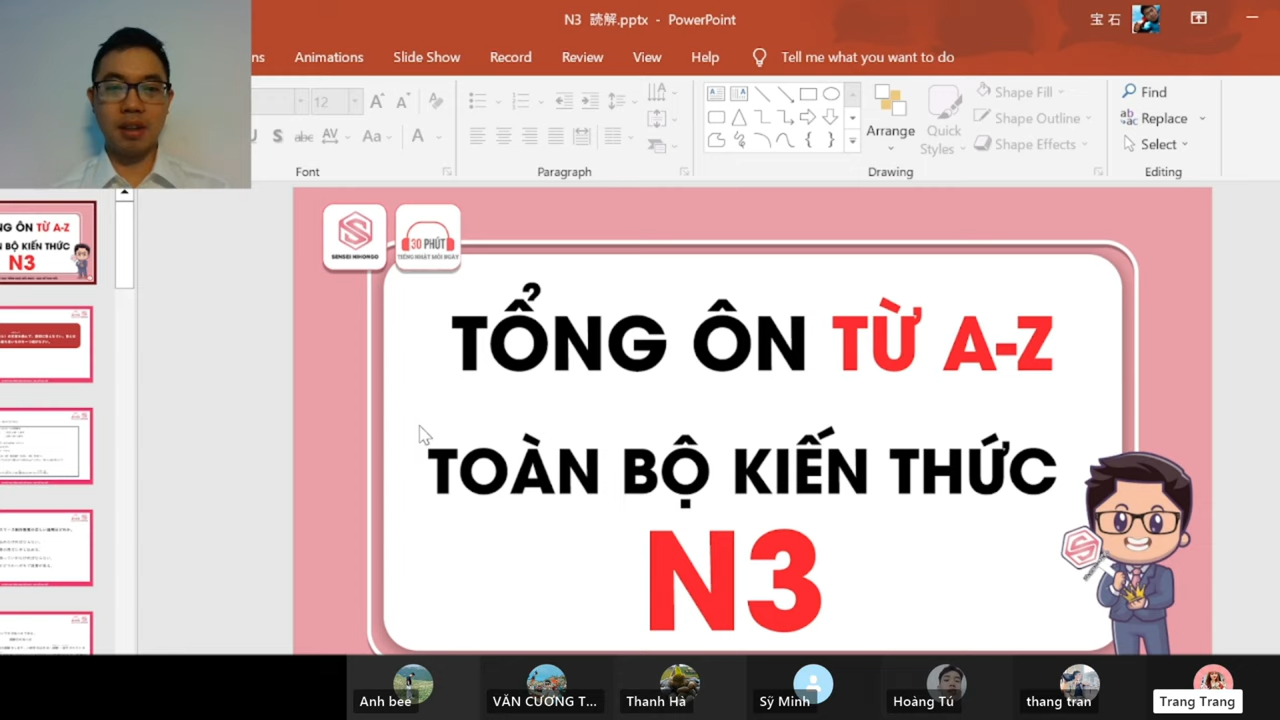 N3 読解.pptx - PowerPoint
宝 石
ns Animations Slide Show Record Review View Help Tell me what you want to do
12
Aa
Arrange
Quick Styles
Shape Fill
Shape Outline
Shape Effects
Find
Replace
Select
Font Paragraph Drawing Editing
NG ÔN TỪ A-Z
N BỘ KIẾN THỨC
N3
SENSEI NIHONGO
30 PHÚT
TIẾNG NHẬT MỖI NGÀY
TỔNG ÔN TỪ A-Z
TOÀN BỘ KIẾN THỨC
N3
Anh bee
VĂN CƯƠNG T...
Thanh Hà
Sỹ Minh
Hoàng Tú
thang tran
Trang Trang